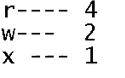 r---- 4
w--- 2
x --- 1